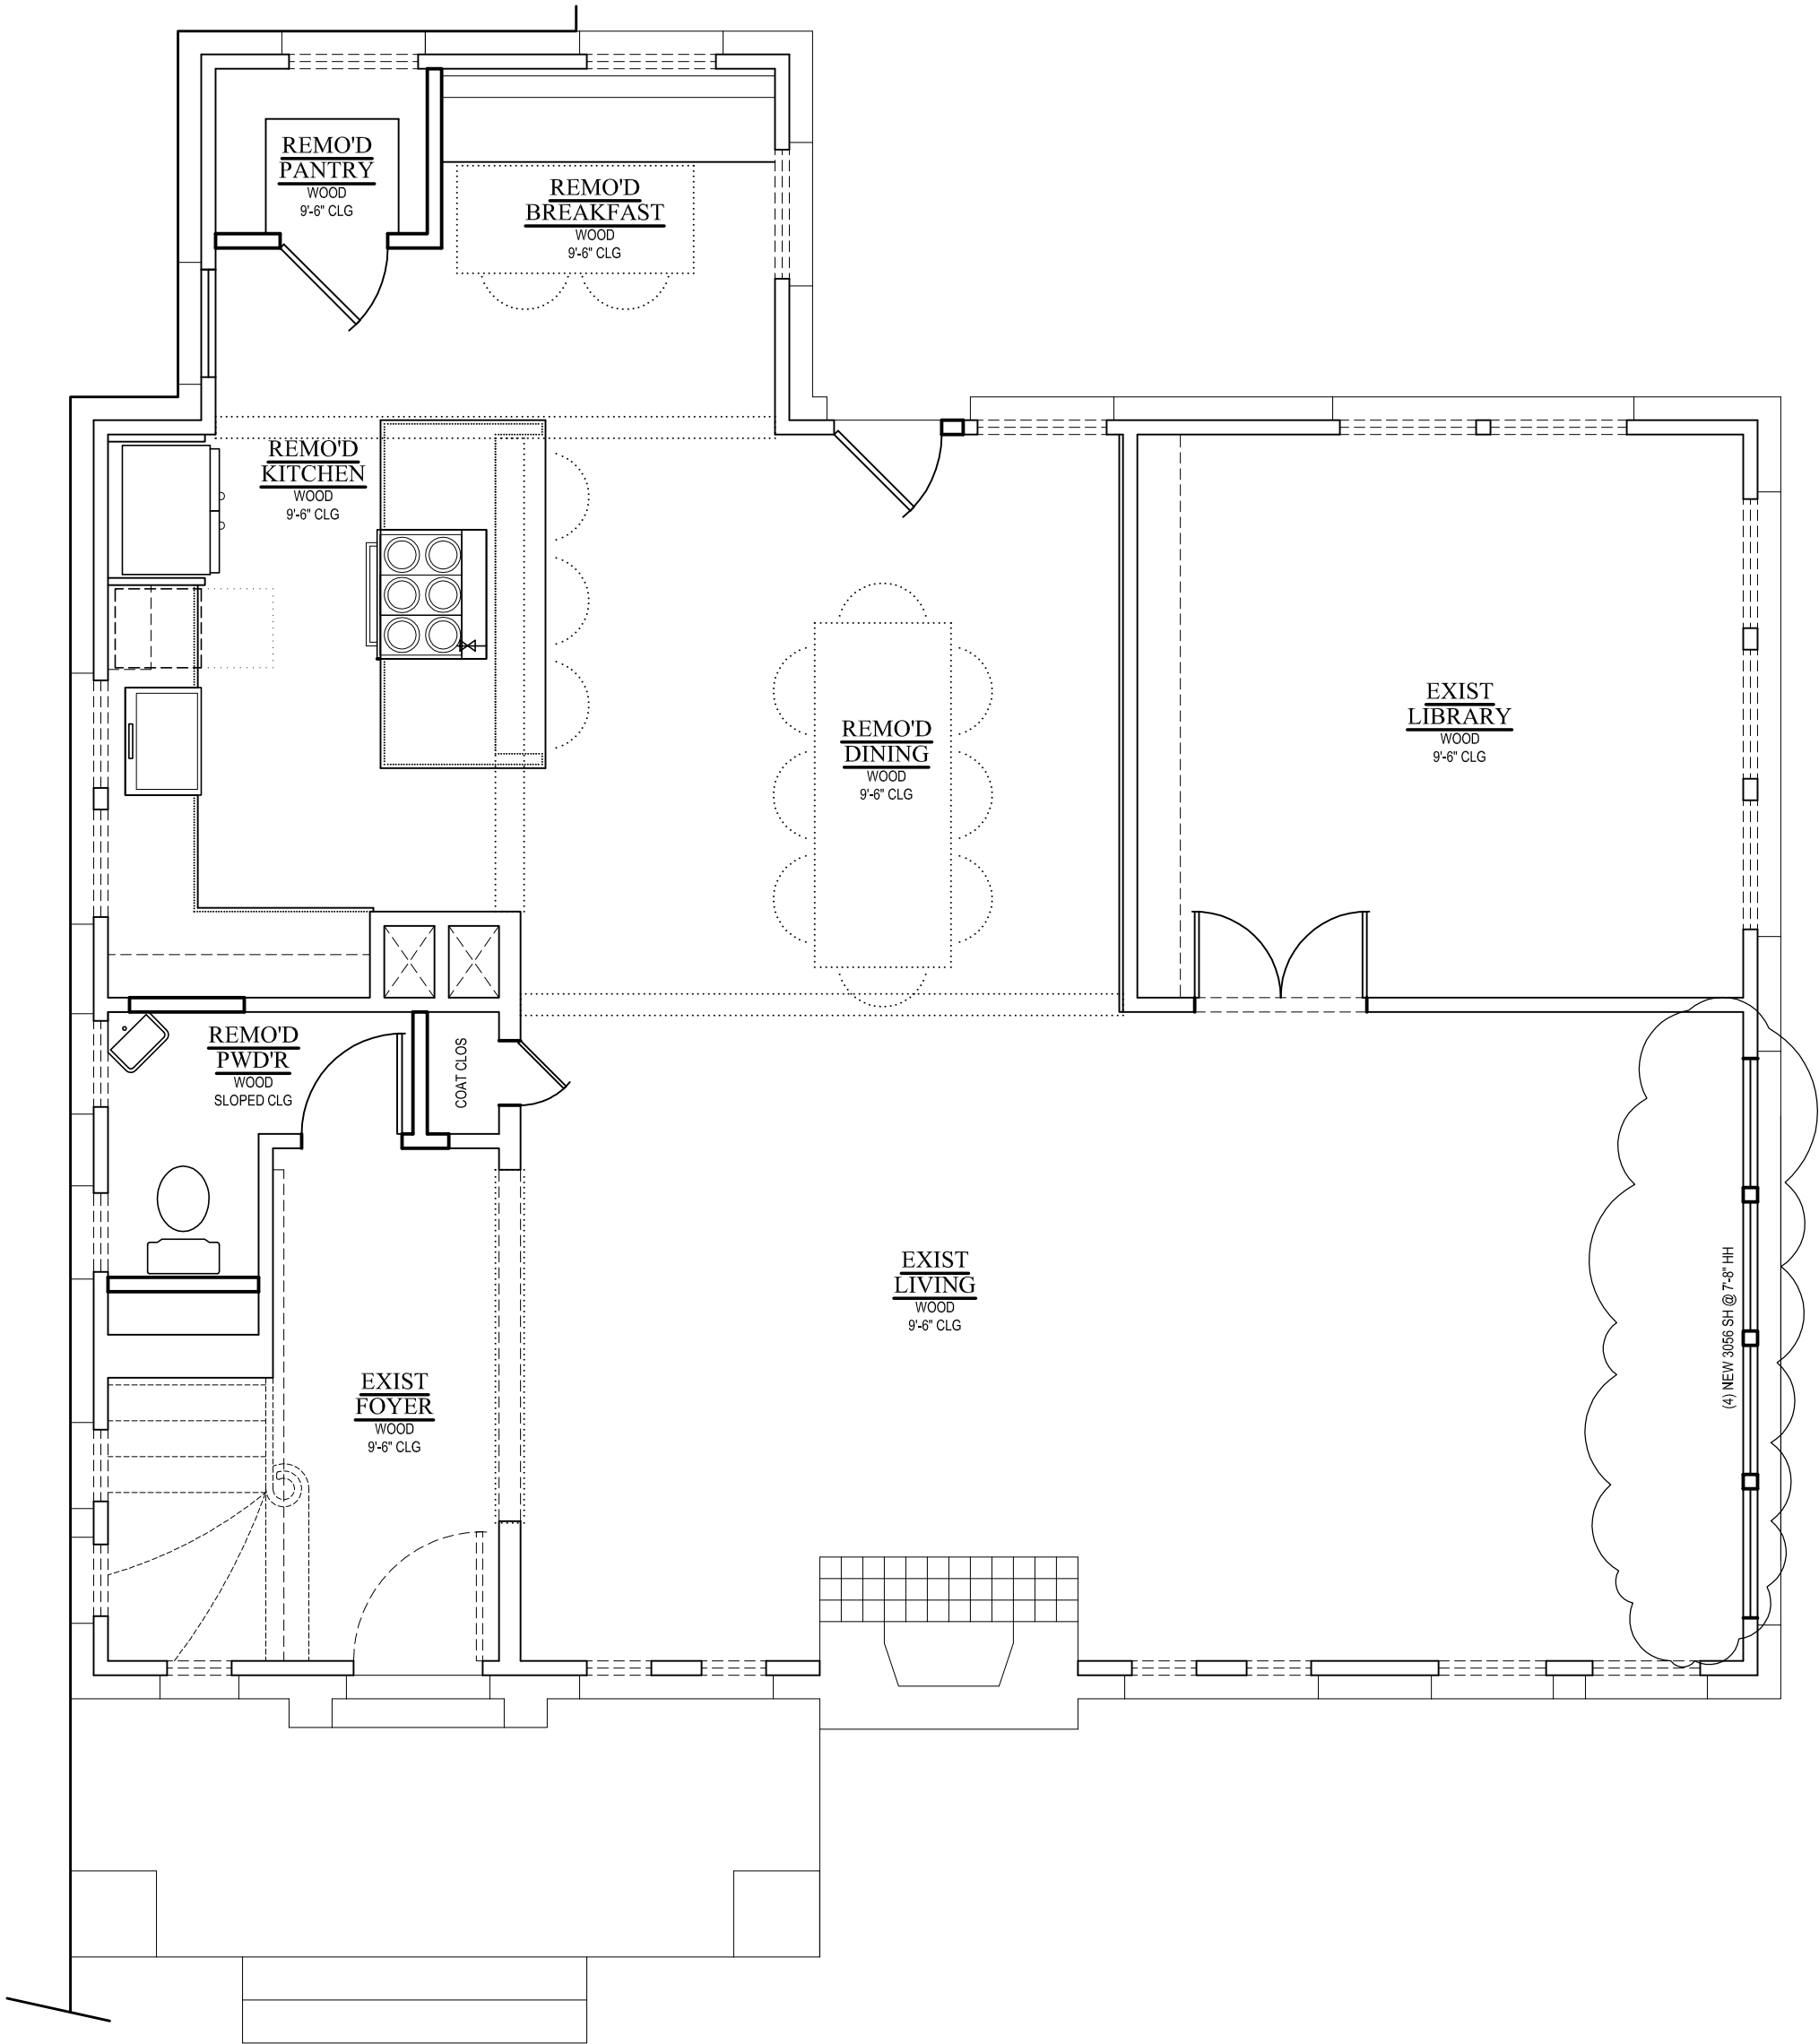 REMO'D
PANTRY
WOOD
9'-6" CLG
REMO'D
BREAKFAST
WOOD
9'-6" CLG
REMO'D
KITCHEN
WOOD
9'-6" CLG
REMO'D
DINING
WOOD
9'-6" CLG
EXIST
LIBRARY
WOOD
9'-6" CLG
REMO'D
PWD'R
WOOD
SLOPED CLG
COAT CLOS
EXIST
LIVING
WOOD
9'-6" CLG
(4) NEW 3056 SH @ 7'-8" HH
EXIST
FOYER
WOOD
9'-6" CLG